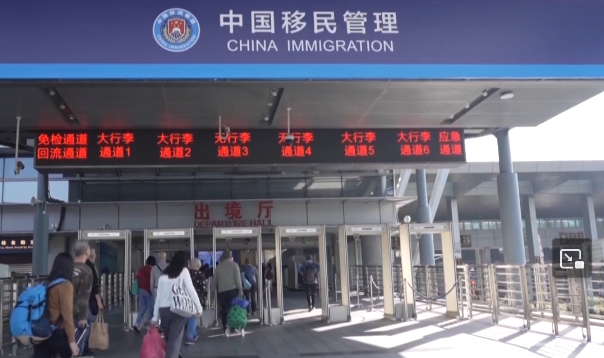 中国移民管理
CHINA IMMIGRATION
免检通道 大行李 大行李 无行李 大行李 大行李 大行李 应急
回流通道 通道1 通道2 通道3 通道4 通道5 通道6 通道
出境厅
DEPARTURE HALL